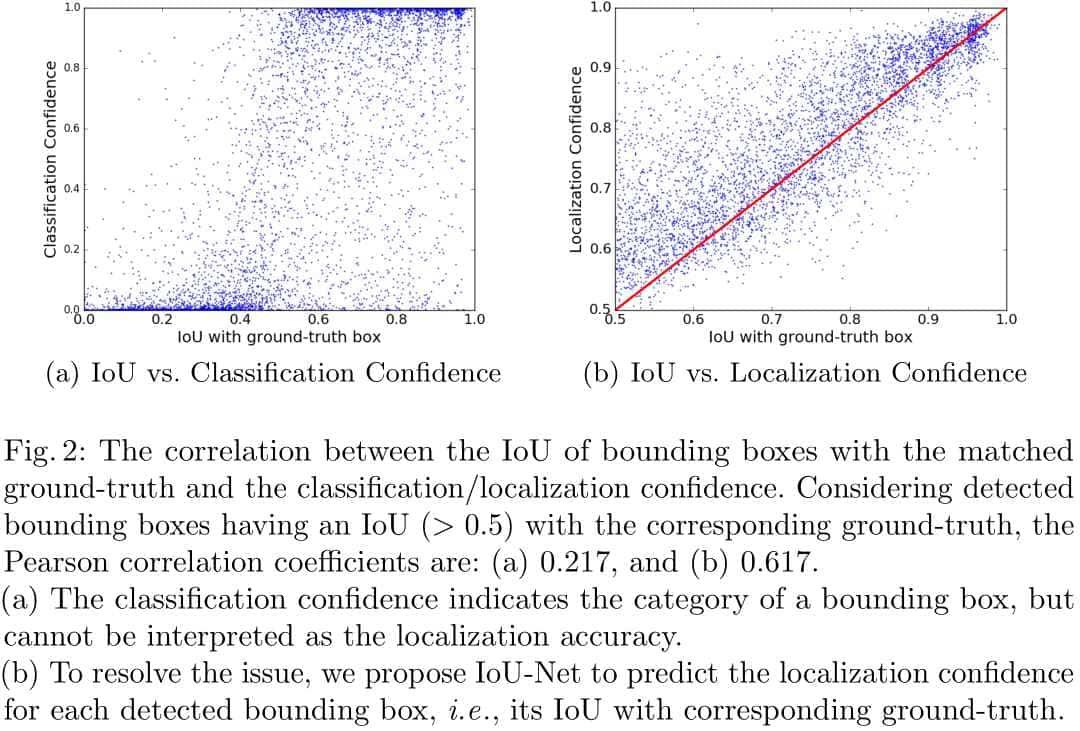 1.0
0.8
0.6
0.4
0.2
0.0
Classification Confidence
0.0 0.2 0.4 0.6 0.8 1.0
IoU with ground-truth box
1.0
0.9
0.8
0.7
0.6
0.5
Localization Confidence
0.5 0.6 0.7 0.8 0.9 1.0
IoU with ground-truth box
(a) IoU vs. Classification Confidence
(b) IoU vs. Localization Confidence
Fig. 2: The correlation between the IoU of bounding boxes with the matched
ground-truth and the classification/localization confidence. Considering detected
bounding boxes having an IoU (> 0.5) with the corresponding ground-truth, the
Pearson correlation coefficients are: (a) 0.217, and (b) 0.617.
(a) The classification confidence indicates the category of a bounding box, but
cannot be interpreted as the localization accuracy.
(b) To resolve the issue, we propose IoU-Net to predict the localization confidence
for each detected bounding box, i.e., its IoU with corresponding ground-truth.